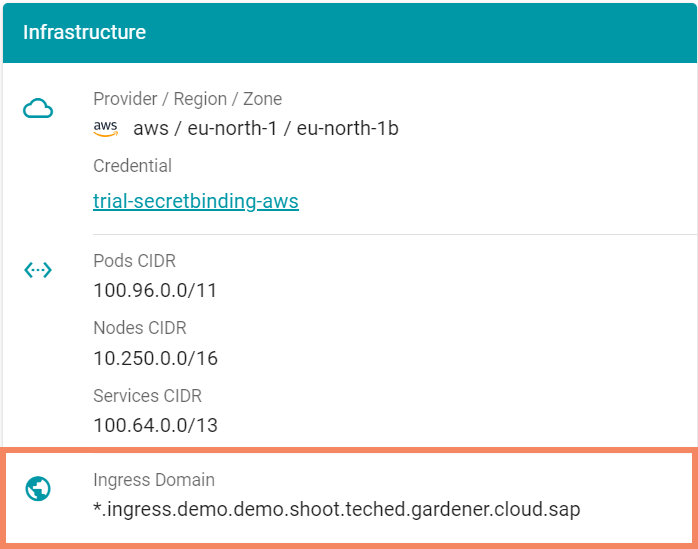 Infrastructure
Provider / Region / Zone
aws aws / eu-north-1 / eu-north-1b
Credential
trial-secretbinding-aws
Pods CIDR
100.96.0.0/11
Nodes CIDR
10.250.0.0/16
Services CIDR
100.64.0.0/13
Ingress Domain
*.ingress.demo.demo.shoot.teched.gardener.cloud.sap